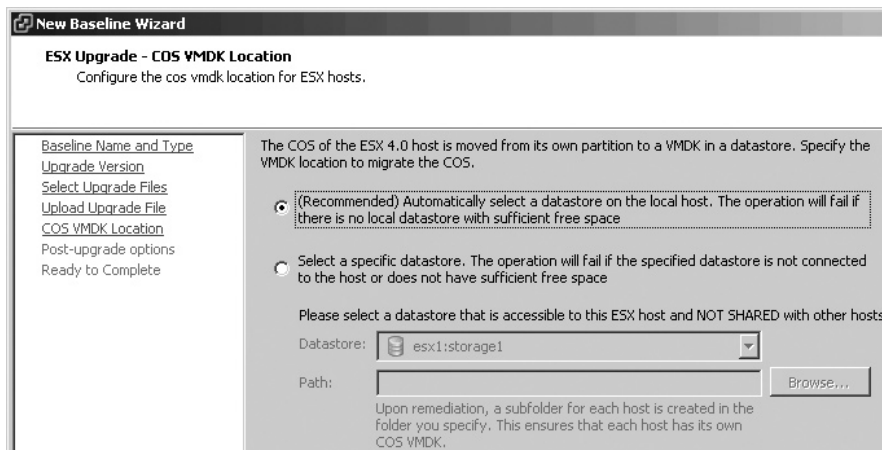 New Baseline Wizard
ESX Upgrade - COS VMDK Location
Configure the cos vmdk location for ESX hosts.
Baseline Name and Type
Upgrade Version
Select Upgrade Files
Upload Upgrade File
COS VMDK Location
Post-upgrade options
Ready to Complete
The COS of the ESX 4.0 host is moved from its own partition to a VMDK in a datastore. Specify the
VMDK location to migrate the COS.
(Recommended) Automatically select a datastore on the local host. The operation will fail if
there is no local datastore with sufficient free space
Select a specific datastore. The operation will fail if the specified datastore is not connected
to the host or does not have sufficient free space
Please select a datastore that is accessible to this ESX host and NOT SHARED with other hosts
Datastore: esx1:storage1
Path: Browse...
Upon remediation, a subfolder for each host is created in the
folder you specify. This ensures that each host has its own
COS VMDK.